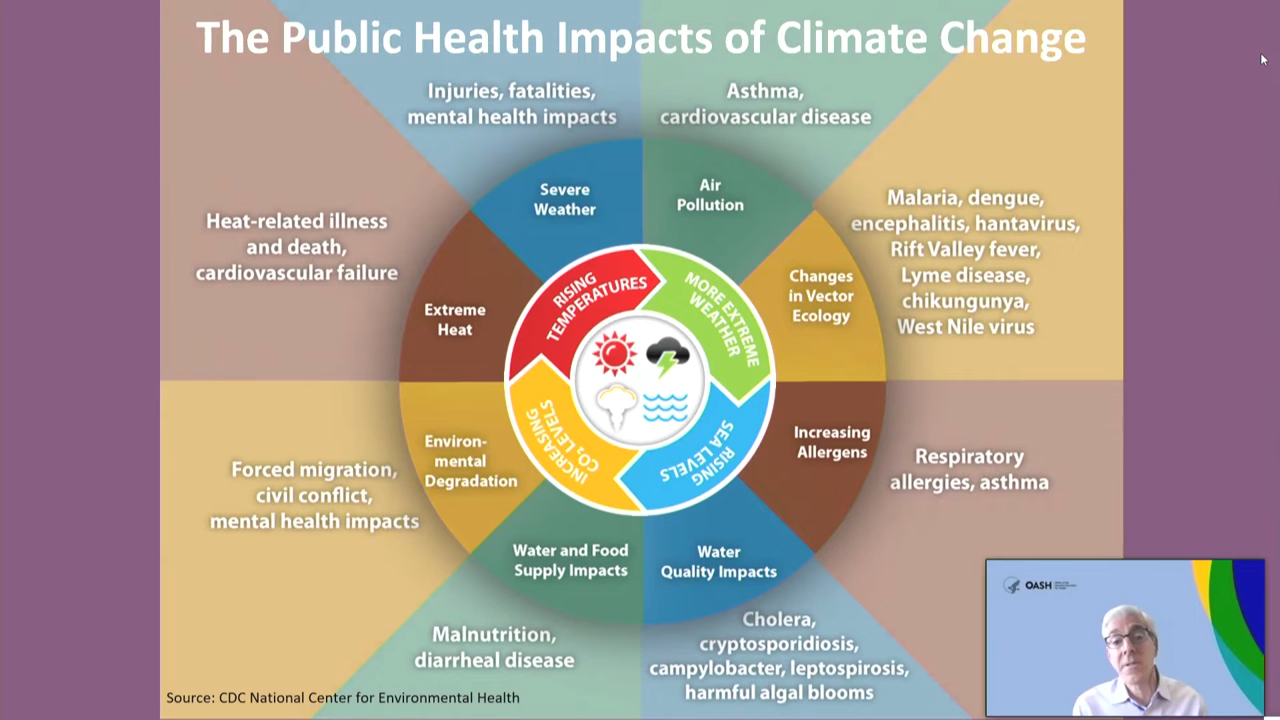 The Public Health Impacts of Climate Change
Injuries, fatalities,
mental health impacts
Asthma,
cardiovascular disease
Severe
Weather
Air
Pollution
Malaria, dengue,
encephalitis, hantavirus,
Rift Valley fever,
Lyme disease,
chikungunya,
West Nile virus
Heat-related illness
and death,
cardiovascular failure
Changes
in Vector
Ecology
Extreme
Heat
RISING
TEMPERATURES
MORE EXTREME
WEATHER
INCREASING
CO₂ LEVELS
RISING
SEA LEVELS
Environ-
mental
Degradation
Increasing
Allergens
Forced migration,
civil conflict,
mental health impacts
Respiratory
allergies, asthma
Water and Food
Supply Impacts
Water
Quality Impacts
Malnutrition,
diarrheal disease
Cholera,
cryptosporidiosis,
campylobacter, leptospirosis,
harmful algal blooms
Source: CDC National Center for Environmental Health
OASH